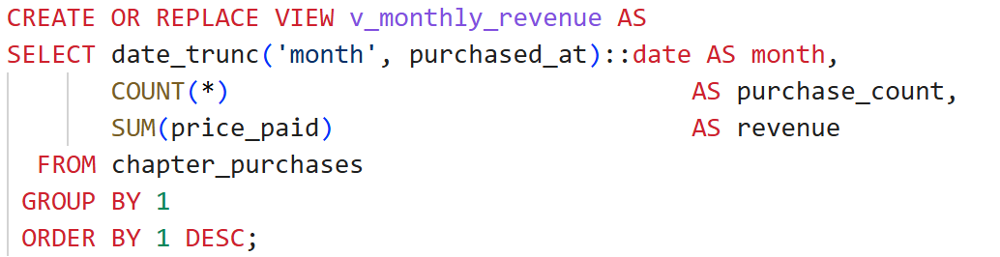 CREATE OR REPLACE VIEW v_monthly_revenue AS
SELECT date_trunc('month', purchased_at)::date AS month,
       COUNT(*)                               AS purchase_count,
       SUM(price_paid)                        AS revenue
  FROM chapter_purchases
 GROUP BY 1
 ORDER BY 1 DESC;